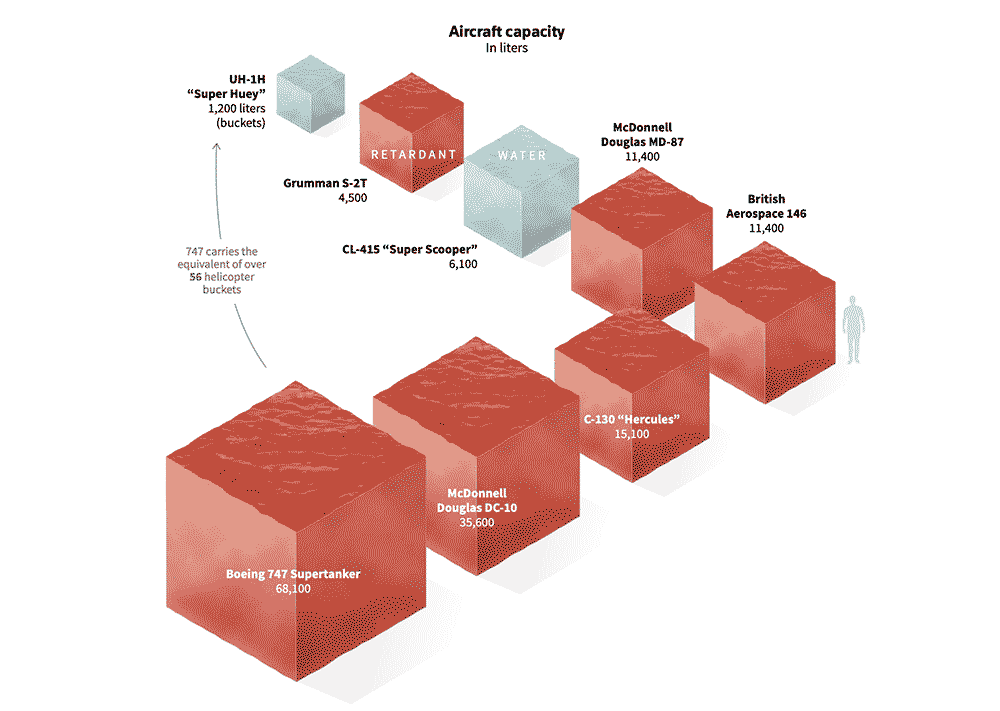 Aircraft capacity
In liters
UH-1H
“Super Huey”
1,200 liters
(buckets)
RETARDANT
Grumman S-2T
4,500
WATER
CL-415 “Super Scooper”
6,100
McDonnell
Douglas MD-87
11,400
British
Aerospace 146
11,400
747 carries the
equivalent of over
56 helicopter
buckets
C-130 “Hercules”
15,100
McDonnell
Douglas DC-10
35,600
Boeing 747 Supertanker
68,100